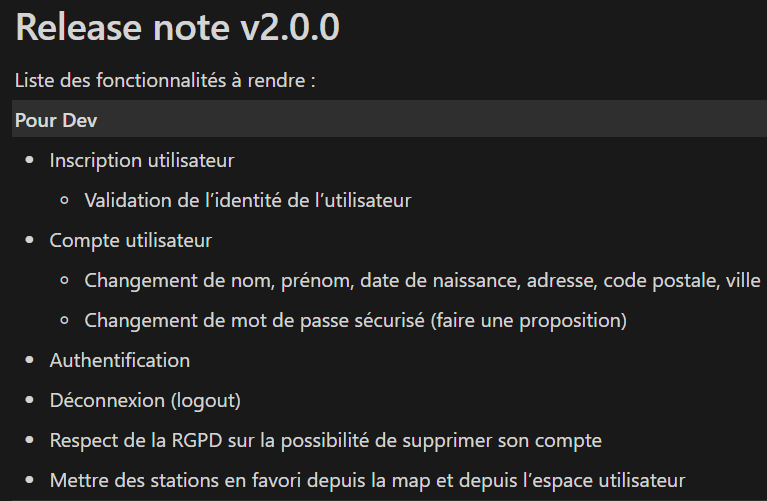 Release note v2.0.0
Liste des fonctionnalités à rendre :
Pour Dev
Inscription utilisateur
Validation de l’identité de l’utilisateur
Compte utilisateur
Changement de nom, prénom, date de naissance, adresse, code postale, ville
Changement de mot de passe sécurisé (faire une proposition)
Authentification
Déconnexion (logout)
Respect de la RGPD sur la possibilité de supprimer son compte
Mettre des stations en favori depuis la map et depuis l’espace utilisateur